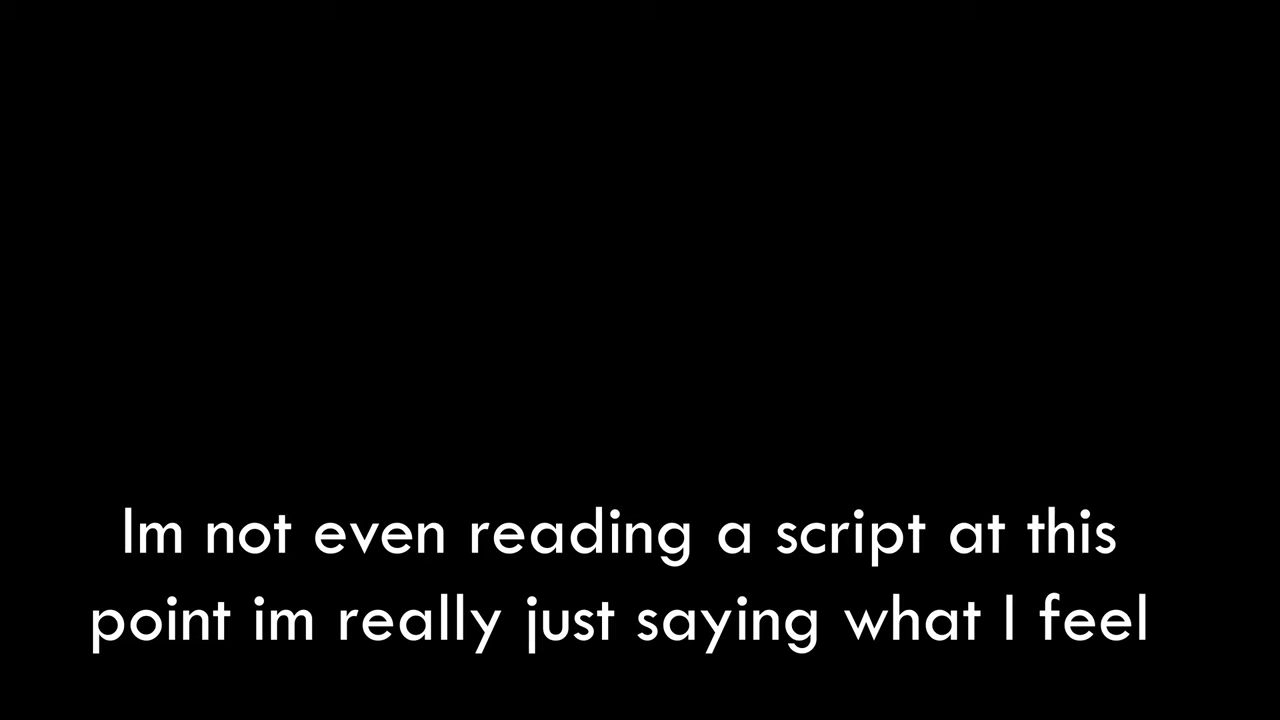 Im not even reading a script at this
point im really just saying what I feel